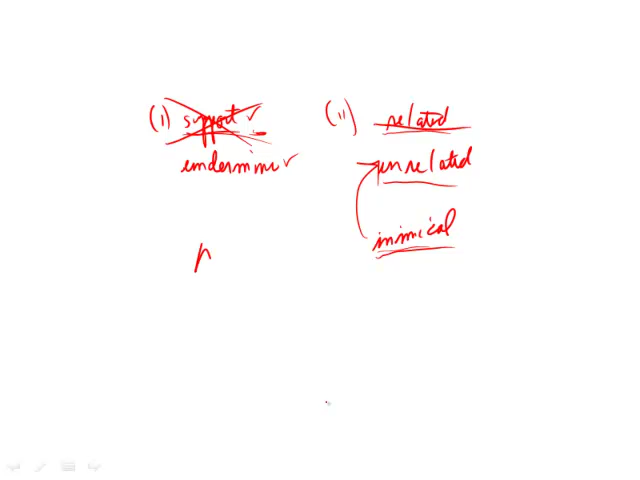 (i) support ✓ (ii) related
undermine ✓ unrelated
inimical